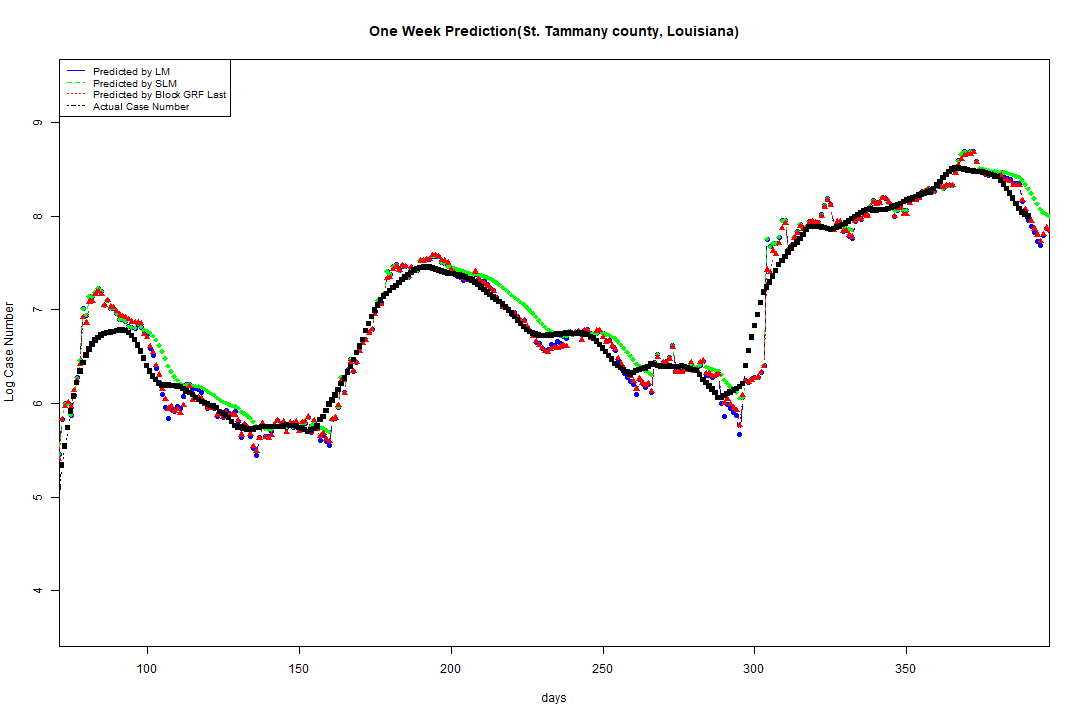 One Week Prediction(St. Tammany county, Louisiana)
Predicted by LM
Predicted by SLM
Predicted by Block GRF Last
Actual Case Number
9
8
7
6
5
4
Log Case Number
100 150 200 250 300 350
days